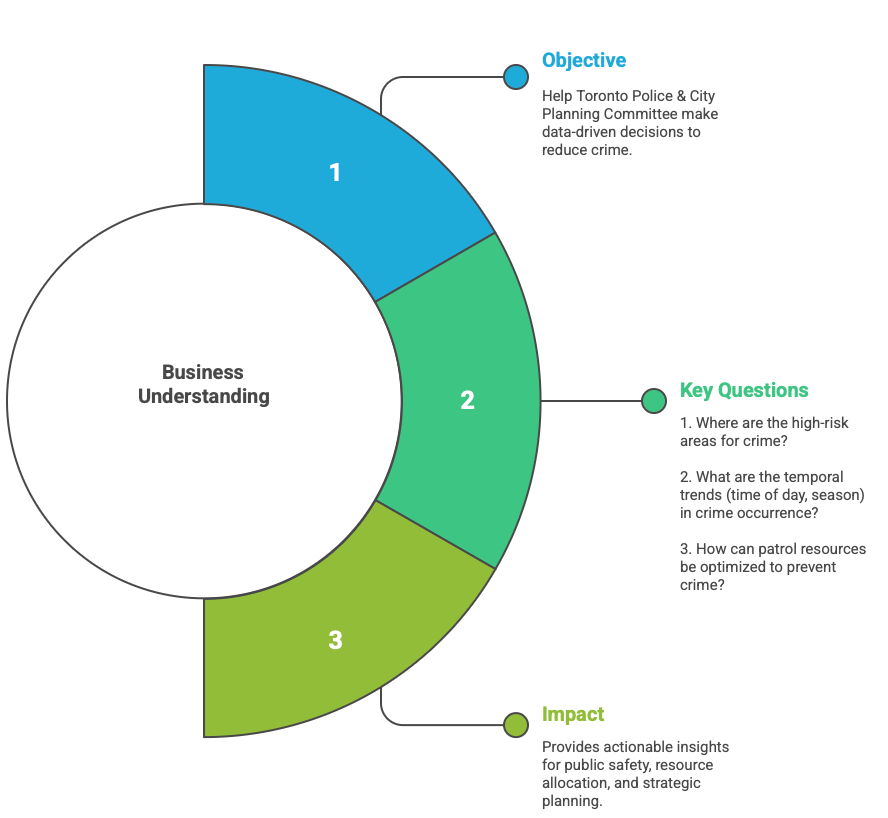 Business
Understanding
1
Objective
Help Toronto Police & City
Planning Committee make
data-driven decisions to
reduce crime.
2
Key Questions
1. Where are the high-risk
areas for crime?
2. What are the temporal
trends (time of day, season)
in crime occurrence?
3. How can patrol resources
be optimized to prevent
crime?
3
Impact
Provides actionable insights
for public safety, resource
allocation, and strategic
planning.